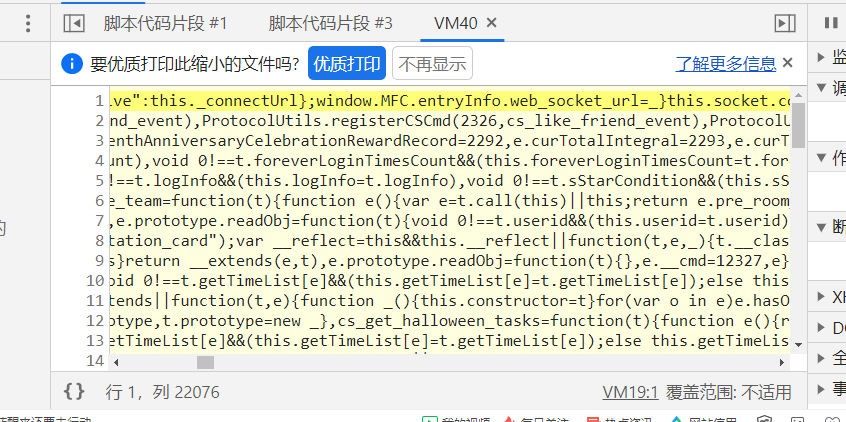 脚本代码片段 #1 脚本代码片段 #3 VM40
要优质打印此缩小的文件吗? 优质打印 不再显示 了解更多信息
1 ive":this._connectUrl};window.MFC.entryInfo.web_socket_url=_}this.socket.co
2 end_event),ProtocolUtils.registerCSCmd(2326,cs_like_friend_event),ProtocolU
3 enthAnniversaryCelebrationRewardRecord=2292,e.curTotalIntegral=2293,e.curT
4 unt),void 0!==t.foreverLoginTimesCount&&(this.foreverLoginTimesCount=t.for
5 !==t.logInfo&&(this.logInfo=t.logInfo),void 0!==t.sStarCondition&&(this.sS
6 e_team=function(t){function e(){var e=t.call(this)||this;return e.pre_room
7 ,e.prototype.readObj=function(t){void 0!==t.userid&&(this.userid=t.userid)
8 tation_card");var __reflect=this&&this.__reflect||function(t,e,_){t.__clas
9 s}return __extends(e,t),e.prototype.readObj=function(t){},e.__cmd=12327,e}
10 oid 0!==t.getTimeList[e]&&(this.getTimeList[e]=t.getTimeList[e]);else this
11 tends||function(t,e){function _(){this.constructor=t}for(var o in e)e.hasO
12 otype,t.prototype=new _},cs_get_halloween_tasks=function(t){function e(){r
13 etTimeList[e]&&(this.getTimeList[e]=t.getTimeList[e]);else this.getTimeLis
14
{} 行 1，列 22076 VM19:1 覆盖范围: 不适用
监
调
作
断
XH
DO
全
事